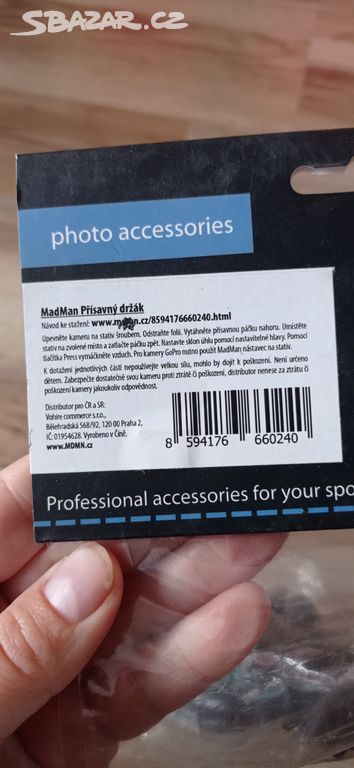 SBAZAR.CZ
photo accessories
MadMan Přísavný držák
Návod ke stažení: www.mdmn.cz/8594176660240.html
Upevněte kameru na stativ šroubem. Odstraňte folii. Vytáhněte přísavnou páčku nahoru. Umístěte
stativ na zvolené místo a zatlačte páčku zpět. Nastavte sklon úhlu pomocí nastavitelné hlavy. Pomocí
tlačítka Press vymáčkněte vzduch. Pro kamery GoPro nutno použít MadMan nástavec na stativ.
K dotažení jednotlivých částí nepoužívejte velkou sílu, mohlo by dojít k poškození. Není určeno
dětem. Zabezpečte dostatečně svou kameru proti ztrátě či poškození, distributor nenese za ztrátu či
poškození kamery jakoukoliv odpovědnost.
Distributor pro ČR a SR:
Vohire commerce s.r.o.,
Bělehradská 568/92, 120 00 Praha 2,
IČ: 01954628. Vyrobeno v Číně.
www.MDMN.cz
8 594176 660240
Professional accessories for your spo